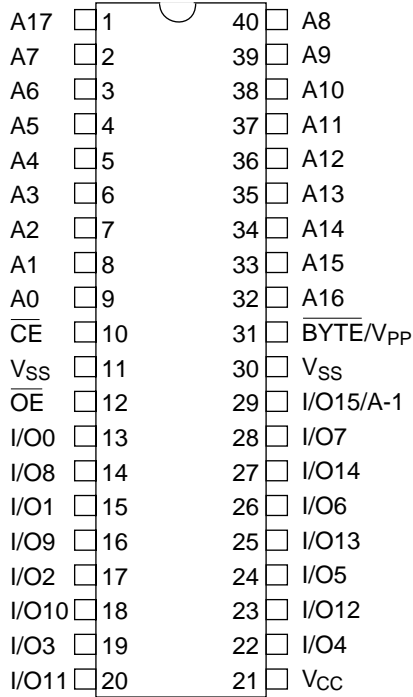 A17 1 40 A8
A7 2 39 A9
A6 3 38 A10
A5 4 37 A11
A4 5 36 A12
A3 6 35 A13
A2 7 34 A14
A1 8 33 A15
A0 9 32 A16
C̅E̅ 10 31 B̅Y̅T̅E̅/VPP
VSS 11 30 VSS
O̅E̅ 12 29 I/O15/A-1
I/O0 13 28 I/O7
I/O8 14 27 I/O14
I/O1 15 26 I/O6
I/O9 16 25 I/O13
I/O2 17 24 I/O5
I/O10 18 23 I/O12
I/O3 19 22 I/O4
I/O11 20 21 VCC